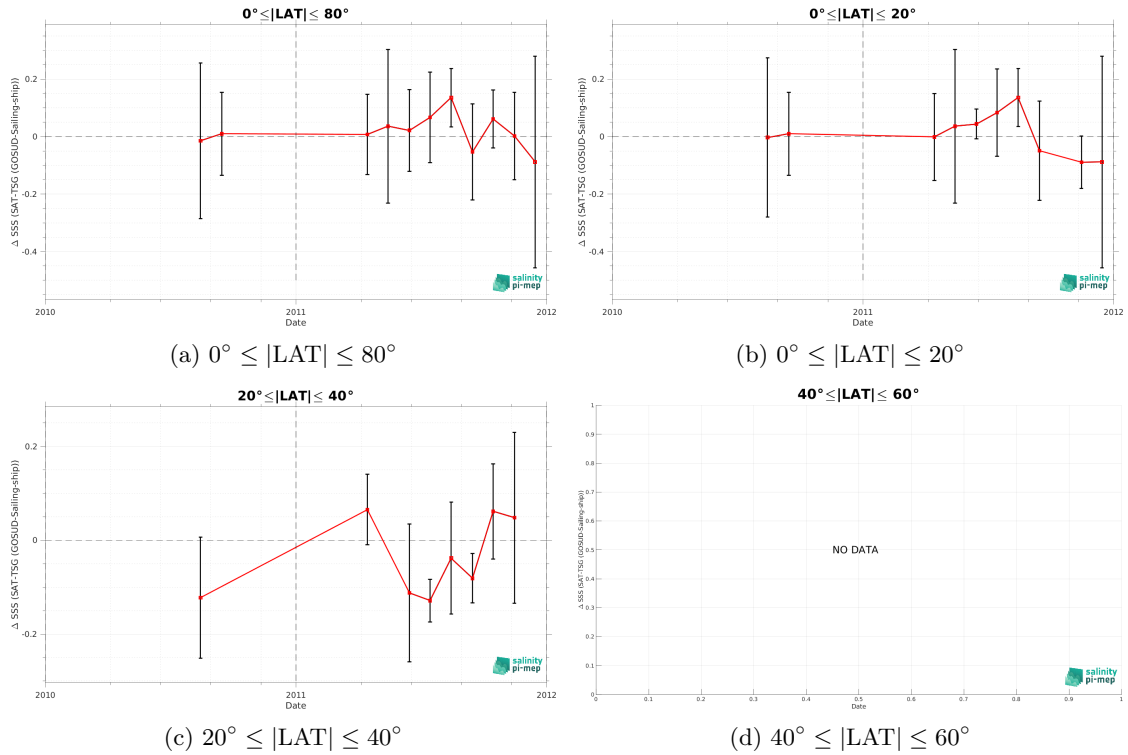 0°≤|LAT|≤ 80°
Δ SSS (SAT-TSG (GOSUD-Sailing-ship))
0.2
0
-0.2
-0.4
2010
2011
2012
Date
salinity
pi-mep
(a) 0° ≤ |LAT| ≤ 80°
0°≤|LAT|≤ 20°
Δ SSS (SAT-TSG (GOSUD-Sailing-ship))
0.2
0
-0.2
-0.4
2010
2011
2012
Date
salinity
pi-mep
(b) 0° ≤ |LAT| ≤ 20°
20°≤|LAT|≤ 40°
Δ SSS (SAT-TSG (GOSUD-Sailing-ship))
0.2
0
-0.2
2010
2011
2012
Date
salinity
pi-mep
(c) 20° ≤ |LAT| ≤ 40°
40°≤|LAT|≤ 60°
Δ SSS (SAT-TSG (GOSUD-Sailing-ship))
1
0.9
0.8
0.7
0.6
0.5
0.4
0.3
0.2
0.1
0
NO DATA
0 0.1 0.2 0.3 0.4 0.5 0.6 0.7 0.8 0.9 1
Date
salinity
pi-mep
(d) 40° ≤ |LAT| ≤ 60°